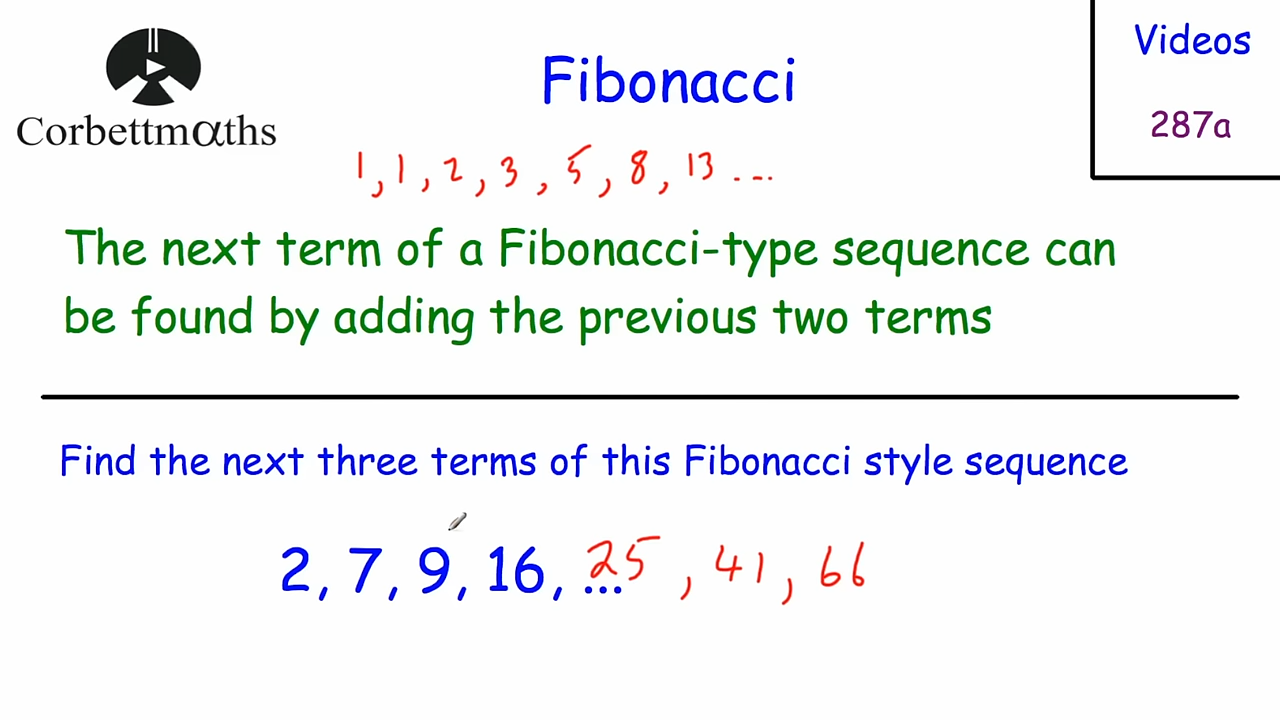 Corbettmαths
Fibonacci
Videos
287a
1, 1, 2, 3, 5, 8, 13 ...
The next term of a Fibonacci-type sequence can
be found by adding the previous two terms
Find the next three terms of this Fibonacci style sequence
2, 7, 9, 16, ... 25, 41, 66